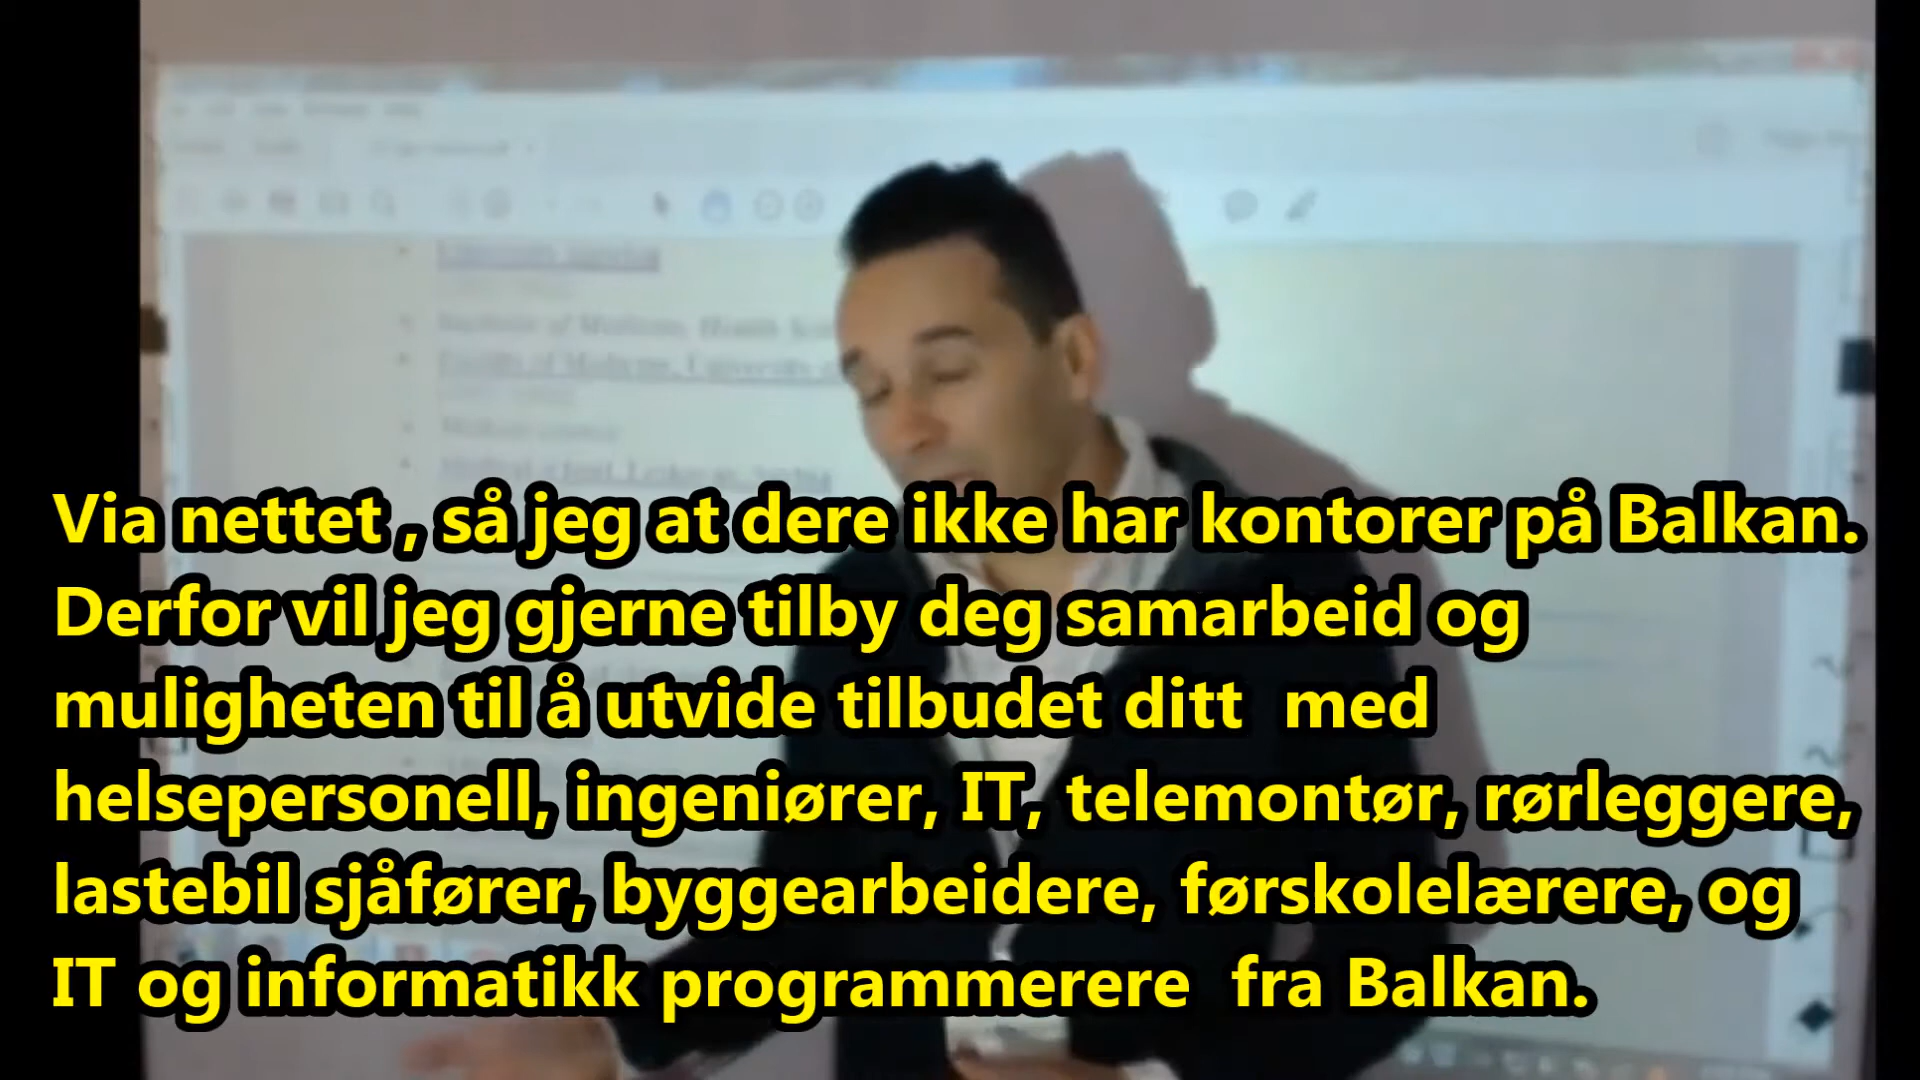 Via nettet , så jeg at dere ikke har kontorer på Balkan.
Derfor vil jeg gjerne tilby deg samarbeid og
muligheten til å utvide tilbudet ditt  med
helsepersonell, ingeniører, IT, telemontør, rørleggere,
lastebil sjåfører, byggearbeidere, førskolelærere, og
IT og informatikk programmerere  fra Balkan.